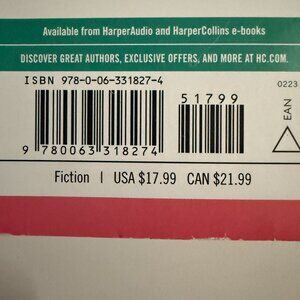 Available from HarperAudio and HarperCollins e-books
DISCOVER GREAT AUTHORS, EXCLUSIVE OFFERS, AND MORE AT HC.COM.
ISBN 978-0-06-331827-4
51799
0223
EAN
9 780063 318274
Fiction | USA $17.99 CAN $21.99